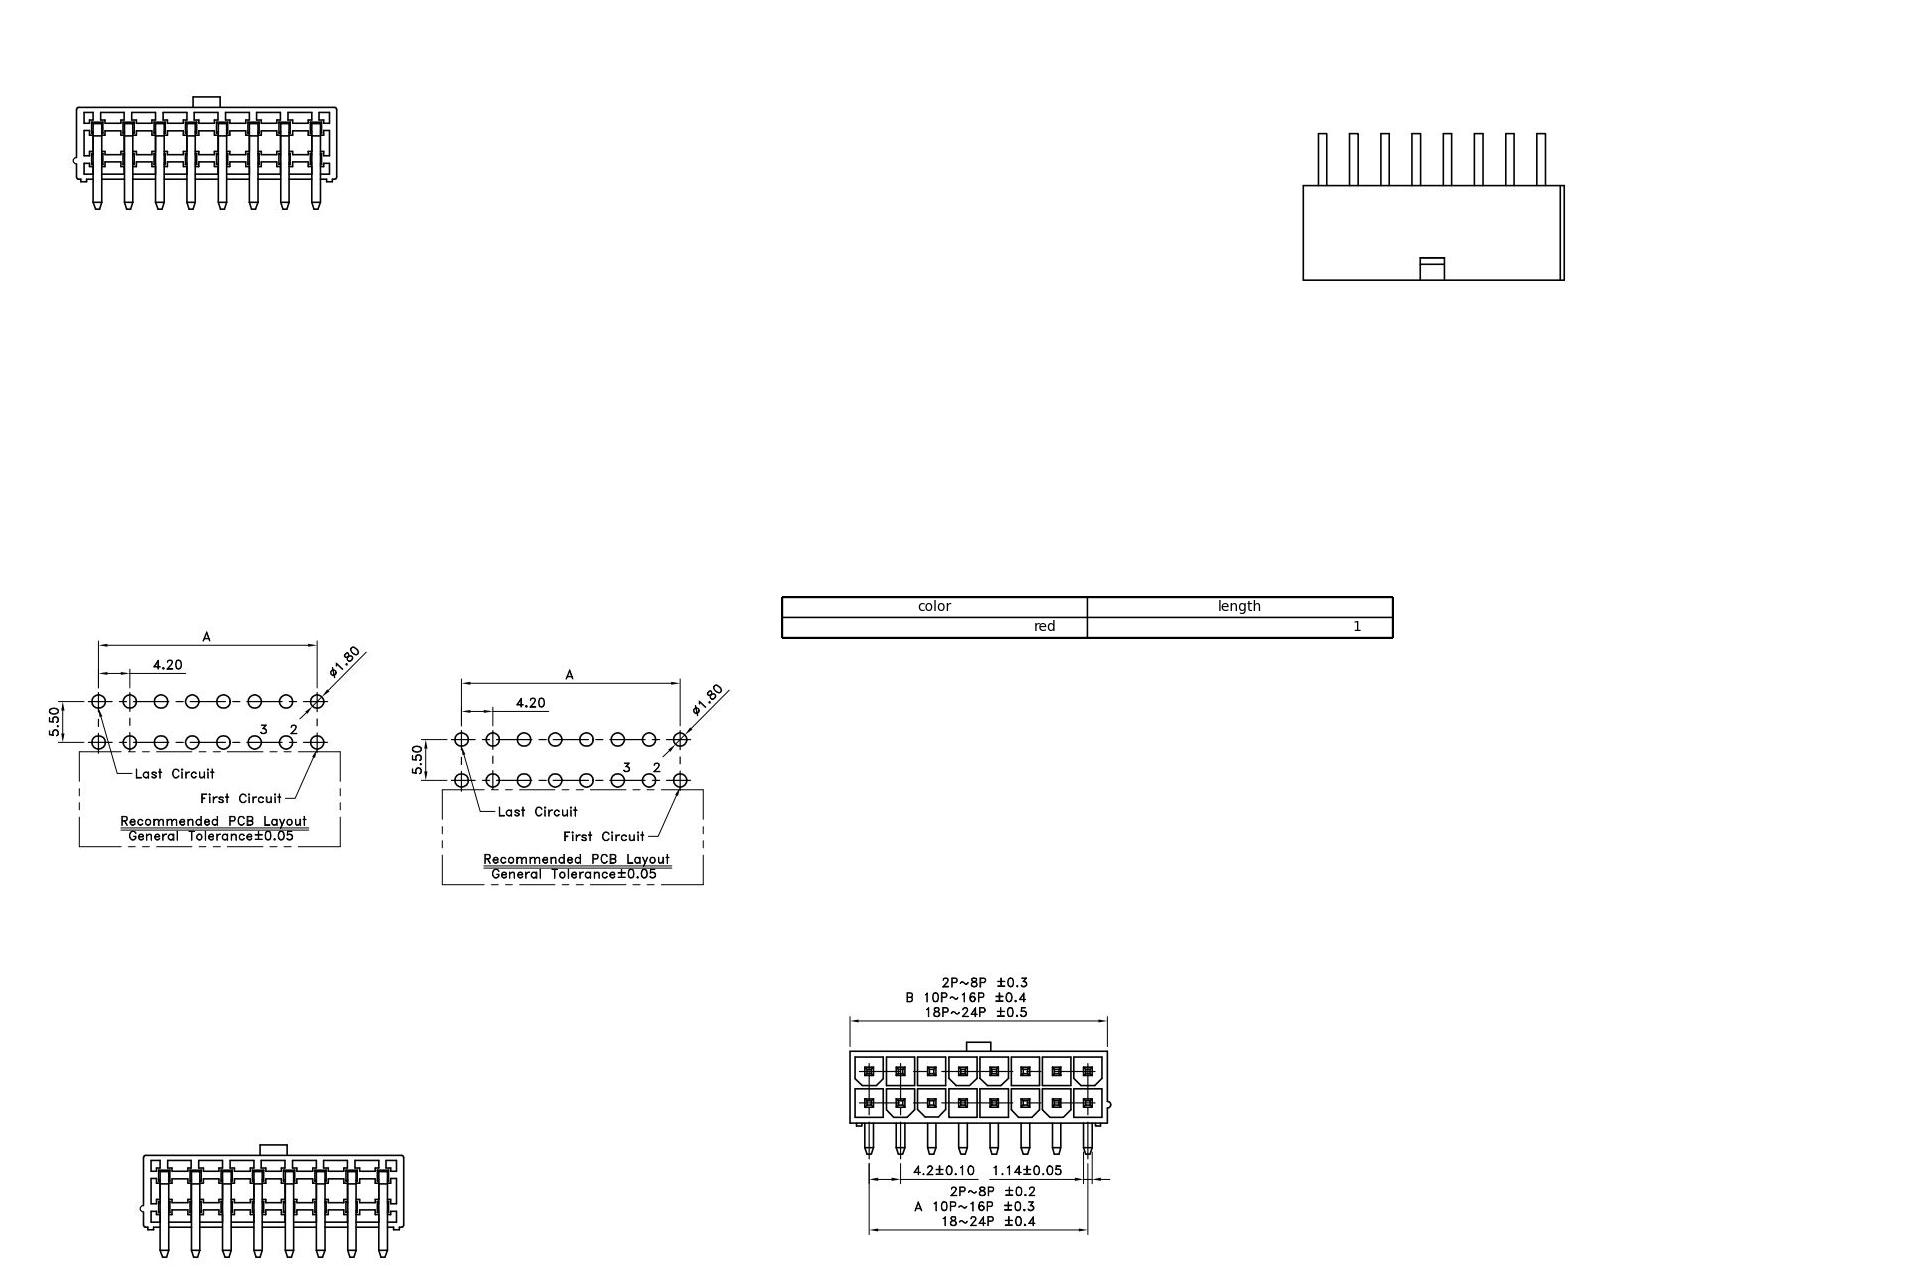 color length
red 1
A
4.20
ø1.80
5.50
3 2
Last Circuit
First Circuit
Recommended PCB Layout
General Tolerance±0.05
A
4.20
ø1.80
5.50
3 2
Last Circuit
First Circuit
Recommended PCB Layout
General Tolerance±0.05
2P~8P ±0.3
B 10P~16P ±0.4
18P~24P ±0.5
4.2±0.10 1.14±0.05
2P~8P ±0.2
A 10P~16P ±0.3
18~24P ±0.4